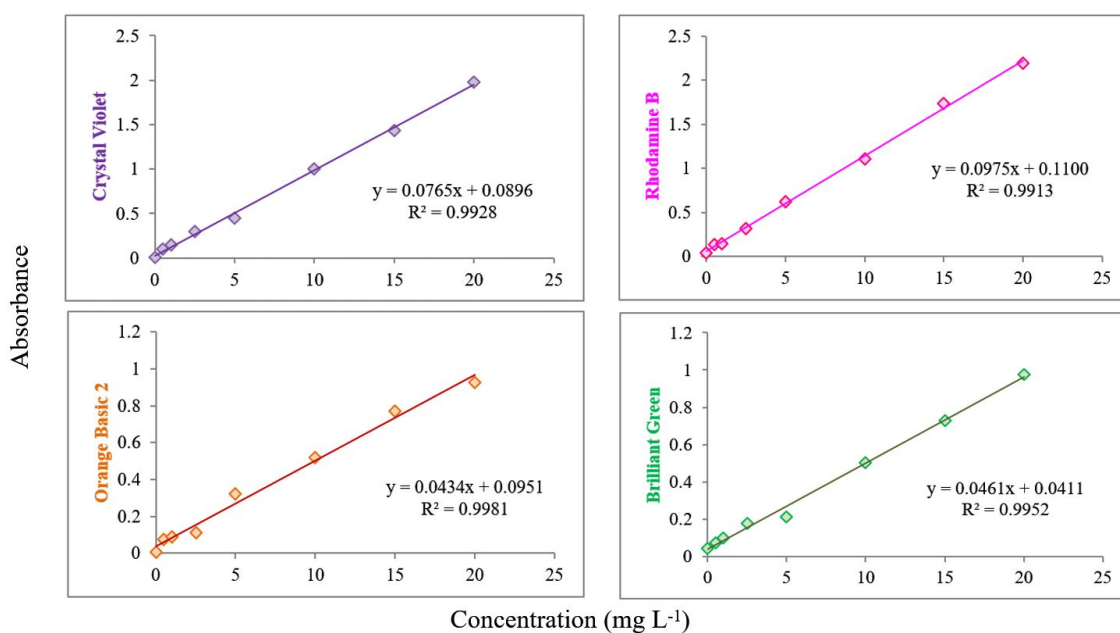 Absorbance
Crystal Violet
2.5
2
1.5
1
0.5
0
0 5 10 15 20 25
y = 0.0765x + 0.0896
R² = 0.9928
Rhodamine B
2.5
2
1.5
1
0.5
0
0 5 10 15 20 25
y = 0.0975x + 0.1100
R² = 0.9913
Orange Basic 2
1.2
1
0.8
0.6
0.4
0.2
0
0 5 10 15 20 25
y = 0.0434x + 0.0951
R² = 0.9981
Brilliant Green
1.2
1
0.8
0.6
0.4
0.2
0
0 5 10 15 20 25
y = 0.0461x + 0.0411
R² = 0.9952
Concentration (mg L⁻¹)